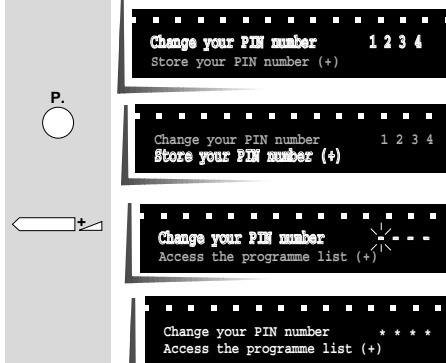 Change your PIN number 1 2 3 4
Store your PIN number (+)
P.
Change your PIN number 1 2 3 4
Store your PIN number (+)
+
Change your PIN number - - - -
Access the programme list (+)
Change your PIN number * * * *
Access the programme list (+)